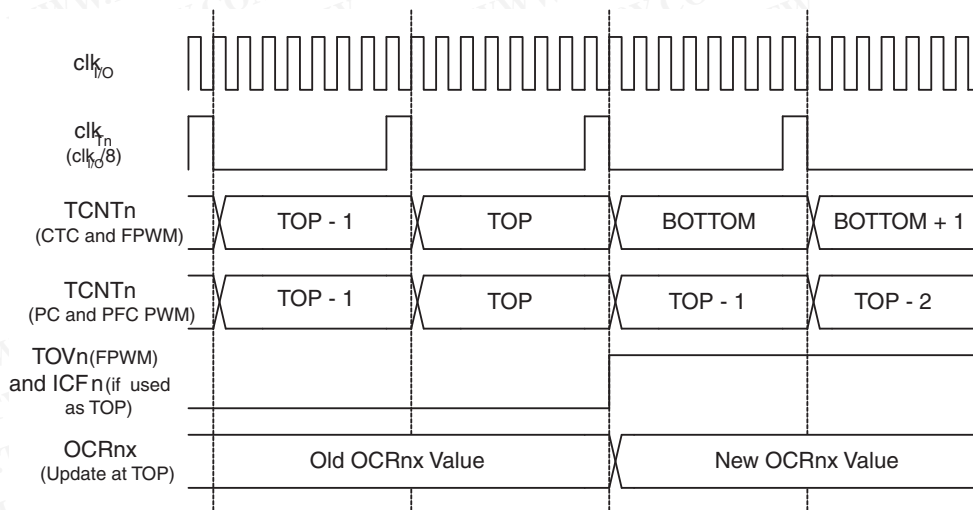 clkI/O
clkTn
(clkI/O/8)
TCNTn
(CTC and FPWM)
TOP - 1
TOP
BOTTOM
BOTTOM + 1
TCNTn
(PC and PFC PWM)
TOP - 1
TOP
TOP - 1
TOP - 2
TOVn(FPWM)
and ICFn(if used
as TOP)
OCRnx
(Update at TOP)
Old OCRnx Value
New OCRnx Value